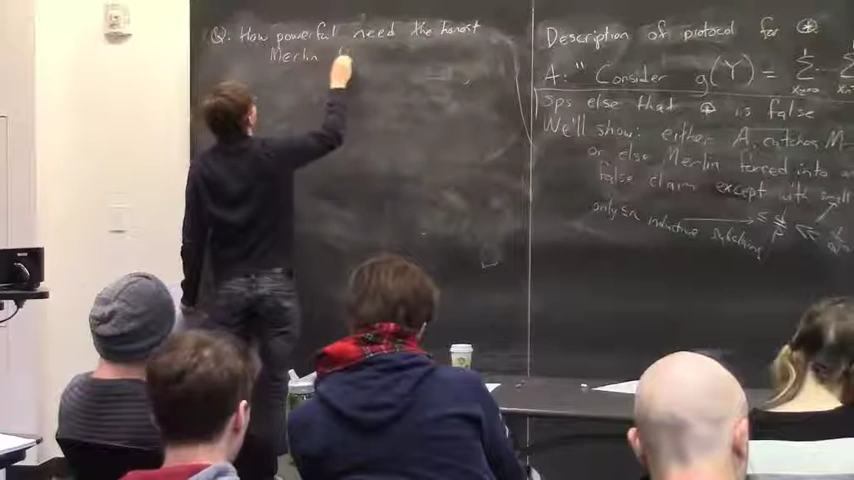 Q: How powerful need the honest
Merlin
Description of protocol for ⊛
A: " Consider g(Y) = Σ Σ
Sps else that ⊕ is false
We'll show: either A. catches M
or else Merlin forced into
false claim except with small
only 5n inductive